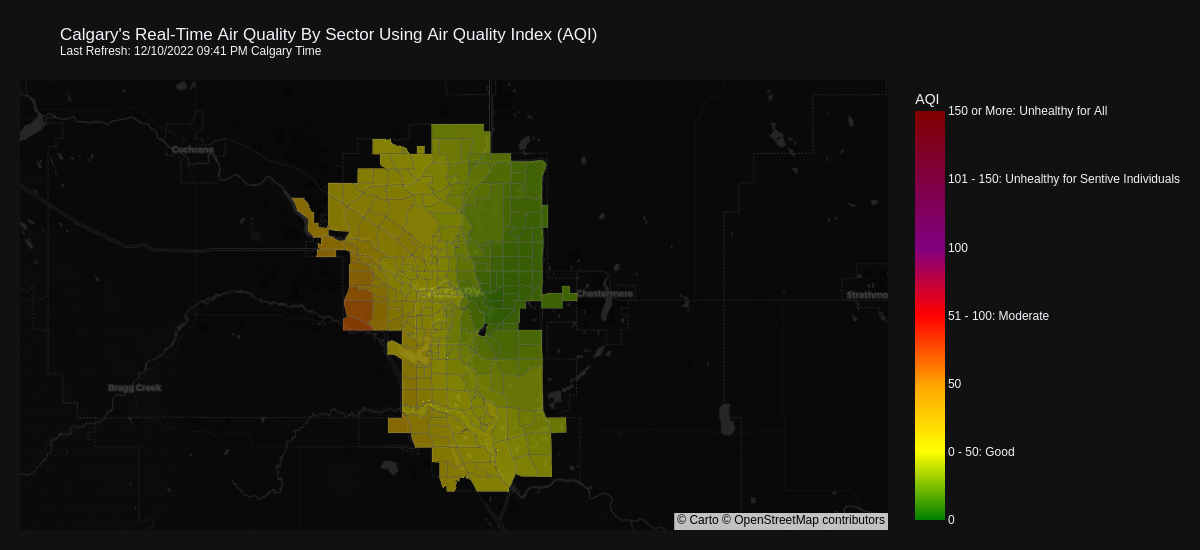 Calgary's Real-Time Air Quality By Sector Using Air Quality Index (AQI)
Last Refresh: 12/10/2022 09:41 PM Calgary Time
AQI
150 or More: Unhealthy for All
Cochrane
101 - 150: Unhealthy for Sentive Individuals
100
CALGARY
Chestermere
Strathmo
51 - 100: Moderate
Bragg Creek
50
0 - 50: Good
0
© Carto © OpenStreetMap contributors